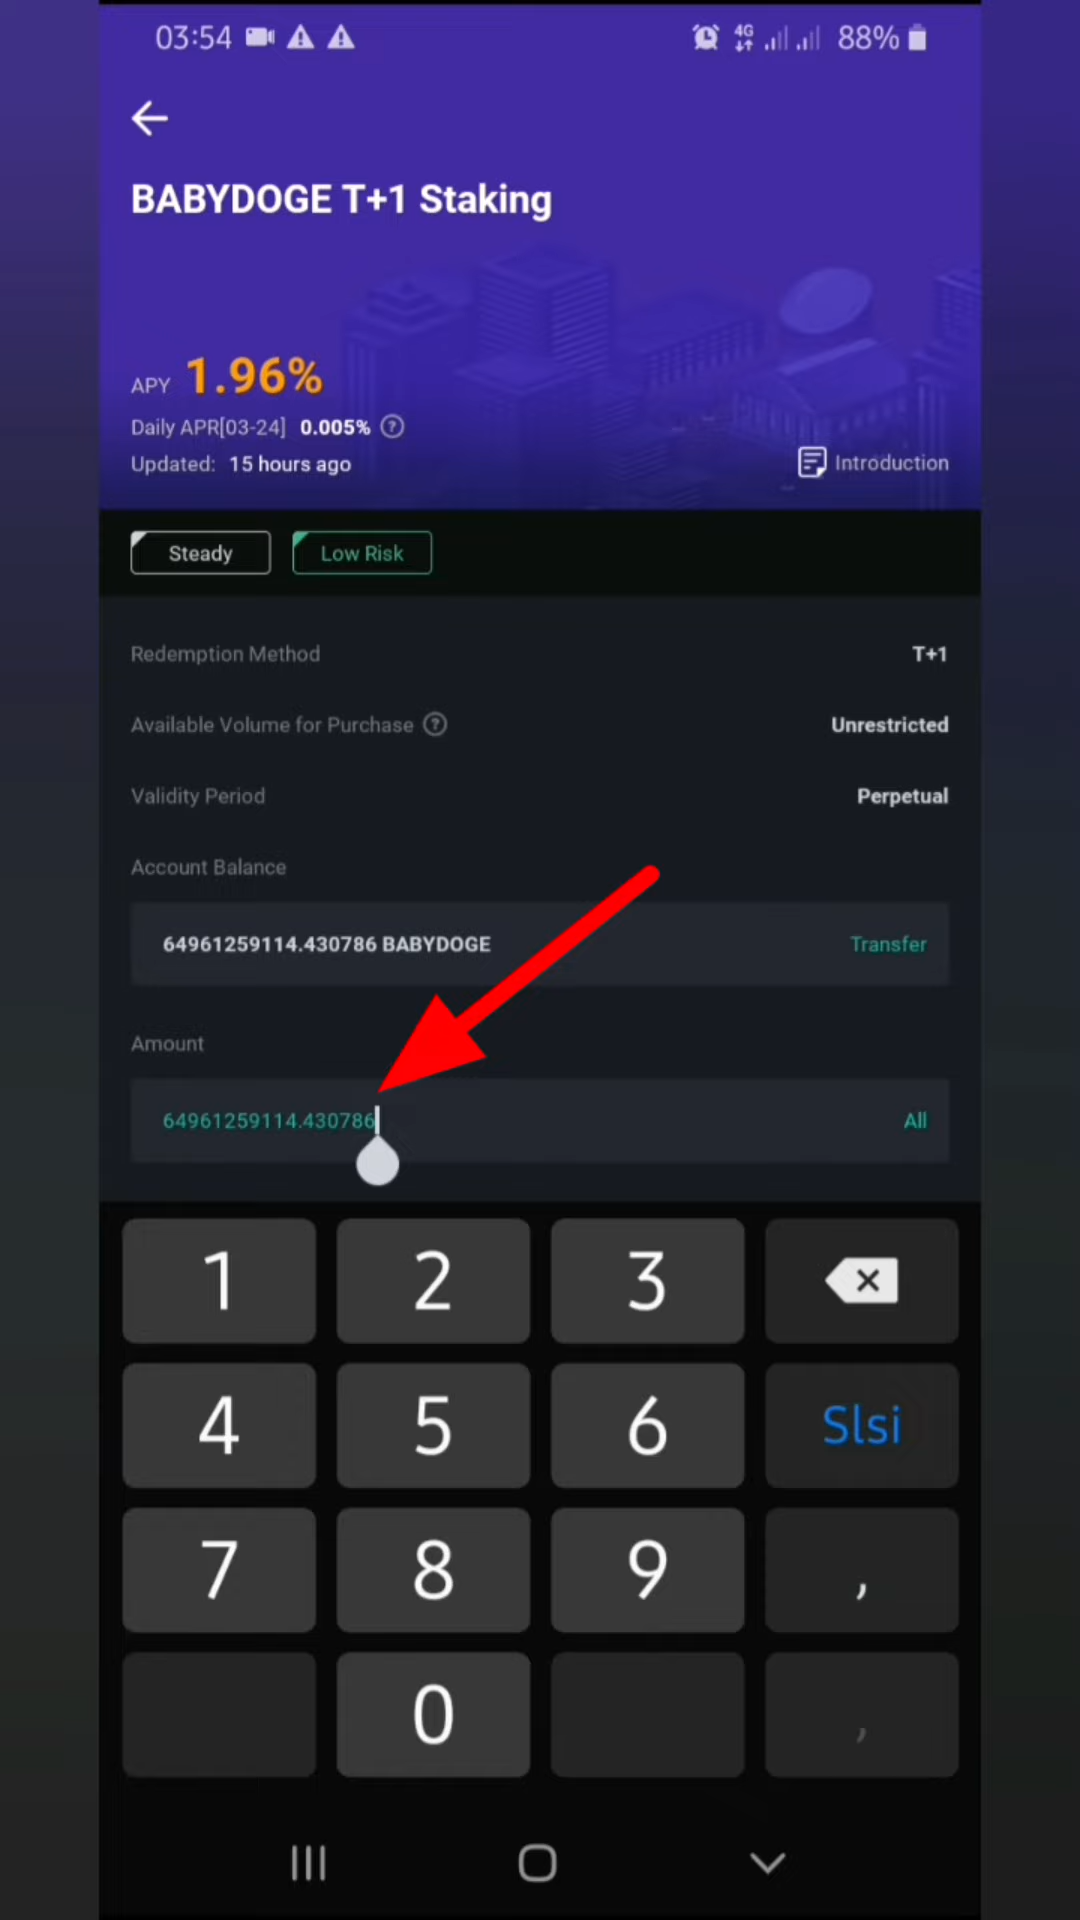 03:54 4G 88%
BABYDOGE T+1 Staking
APY 1.96%
Daily APR[03-24] 0.005% ?
Updated: 15 hours ago
Introduction
Steady Low Risk
Redemption Method T+1
Available Volume for Purchase ? Unrestricted
Validity Period Perpetual
Account Balance
64961259114.430786 BABYDOGE Transfer
Amount
64961259114.430786 All
1 2 3
4 5 6 Slsi
7 8 9 ,
0 ,